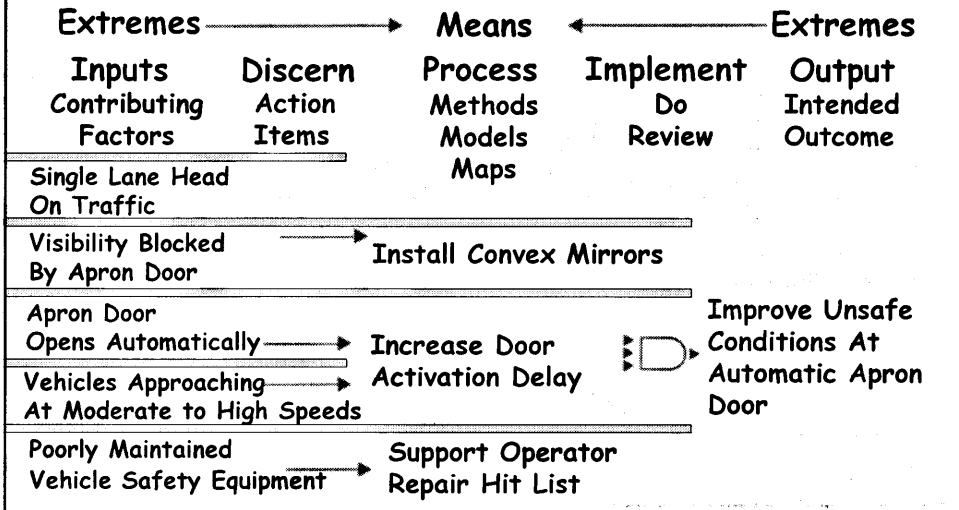 Extremes Means Extremes
Inputs Discern Process Implement Output
Contributing Action Methods Do Intended
Factors Items Models Review Outcome
Maps
Single Lane Head
On Traffic
Visibility Blocked
By Apron Door
Install Convex Mirrors
Apron Door
Opens Automatically
Vehicles Approaching
At Moderate to High Speeds
Increase Door
Activation Delay
Poorly Maintained
Vehicle Safety Equipment
Support Operator
Repair Hit List
Improve Unsafe
Conditions At
Automatic Apron
Door